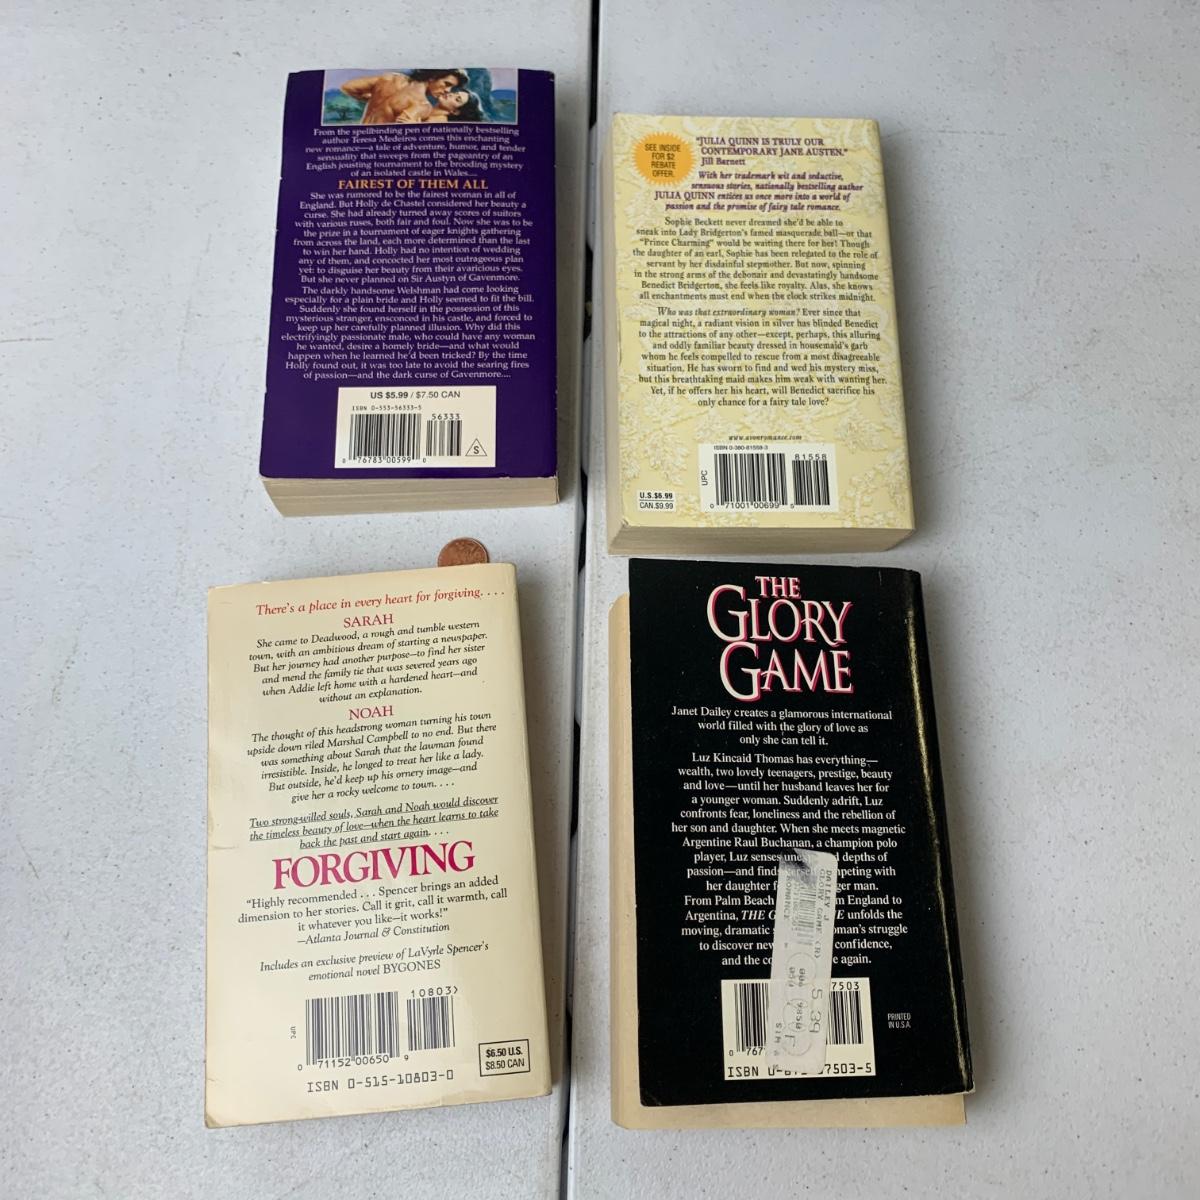 From the spellbinding pen of nationally bestselling
author Teresa Medeiros comes this enchanting
new romance—a tale of adventure, humor, and tender
sensuality that sweeps from the pageantry of an
English jousting tournament to the brooding mystery
of an isolated castle in Wales....
FAIREST OF THEM ALL
She was rumored to be the fairest woman in all of
England. But Holly de Chastel considered her beauty a
curse. She had already turned away scores of suitors
with various ruses, both fair and foul. Now she was to be
the prize in a tournament of eager knights gathering
from across the land, each more determined than the last
to win her hand. Holly had no intention of wedding
any of them, and concocted her most outrageous plan
yet: to disguise her beauty from their avaricious eyes.
But she never planned on Sir Austyn of Gavenmore.
The darkly handsome Welshman had come looking
especially for a plain bride and Holly seemed to fit the bill.
Suddenly she found herself in the possession of this
mysterious stranger, ensconced in his castle, and forced to
keep up her carefully planned illusion. Why did this
electrifyingly passionate male, who could have any woman
he wanted, desire a homely bride—and what would
happen when he learned he'd been tricked? By the time
Holly found out, it was too late to avoid the searing fires
of passion—and the dark curse of Gavenmore....
US $5.99 / $7.50 CAN
ISBN 0-553-56333-5
56333
0 76783 00599 0
S
SEE INSIDE
FOR $2
REBATE
OFFER.
"JULIA QUINN IS TRULY OUR
CONTEMPORARY JANE AUSTEN."
Jill Barnett
With her trademark wit and seductive,
sensuous stories, nationally bestselling author
JULIA QUINN entices us once more into a world of
passion and the promise of fairy tale romance.
Sophie Beckett never dreamed she'd be able to
sneak into Lady Bridgerton's famed masquerade ball—or that
"Prince Charming" would be waiting there for her! Though
the daughter of an earl, Sophie has been relegated to the role of
servant by her disdainful stepmother. But now, spinning
in the strong arms of the debonair and devastatingly handsome
Benedict Bridgerton, she feels like royalty. Alas, she knows
all enchantments must end when the clock strikes midnight.
Who was that extraordinary woman? Ever since that
magical night, a radiant vision in silver has blinded Benedict
to the attractions of any other—except, perhaps, this alluring
and oddly familiar beauty dressed in housemaid's garb
whom he feels compelled to rescue from a most disagreeable
situation. He has sworn to find and wed his mystery miss,
but this breathtaking maid makes him weak with wanting her.
Yet, if he offers her his heart, will Benedict sacrifice his
only chance for a fairy tale love?
www.avonromance.com
ISBN 0-380-81558-3
81558
UPC
0 71001 00699
U.S.$6.99
CAN.$9.99
There's a place in every heart for forgiving. . . .
SARAH
She came to Deadwood, a rough and tumble western
town, with an ambitious dream of starting a newspaper.
But her journey had another purpose—to find her sister
and mend the family tie that was severed years ago
when Addie left home with a hardened heart—and
without an explanation.
NOAH
The thought of this headstrong woman turning his town
upside down riled Marshal Campbell to no end. But there
was something about Sarah that the lawman found
irresistible. Inside, he longed to treat her like a lady.
But outside, he'd keep up his ornery image—and
give her a rocky welcome to town. . . .
Two strong-willed souls, Sarah and Noah would discover
the timeless beauty of love—when the heart learns to take
back the past and start again. . . .
FORGIVING
"Highly recommended . . . Spencer brings an added
dimension to her stories. Call it grit, call it warmth, call
it whatever you like—it works!"
—Atlanta Journal & Constitution
Includes an exclusive preview of LaVyrle Spencer's
emotional novel BYGONES
10803>
UPC
0 71152 00650 9
ISBN 0-515-10803-0
$6.50 U.S.
$8.50 CAN
THE
GLORY
GAME
Janet Dailey creates a glamorous international
world filled with the glory of love as
only she can tell it.
Luz Kincaid Thomas has everything—
wealth, two lovely teenagers, prestige, beauty
and love—until her husband leaves her for
a younger woman. Suddenly adrift, Luz
confronts fear, loneliness and the rebellion of
her son and daughter. When she meets magnetic
Argentine Raul Buchanan, a champion polo
player, Luz senses depths of
passion—and
her daughter man.
From Palm Beach England to
Argentina, THE unfolds the
moving, dramatic struggle
to discover confidence,
and the again.
DAILEY J
GLORY GAME
ROMANCE
5.39
7503
PRINTED
IN U.S.A.
ISBN 7503-5